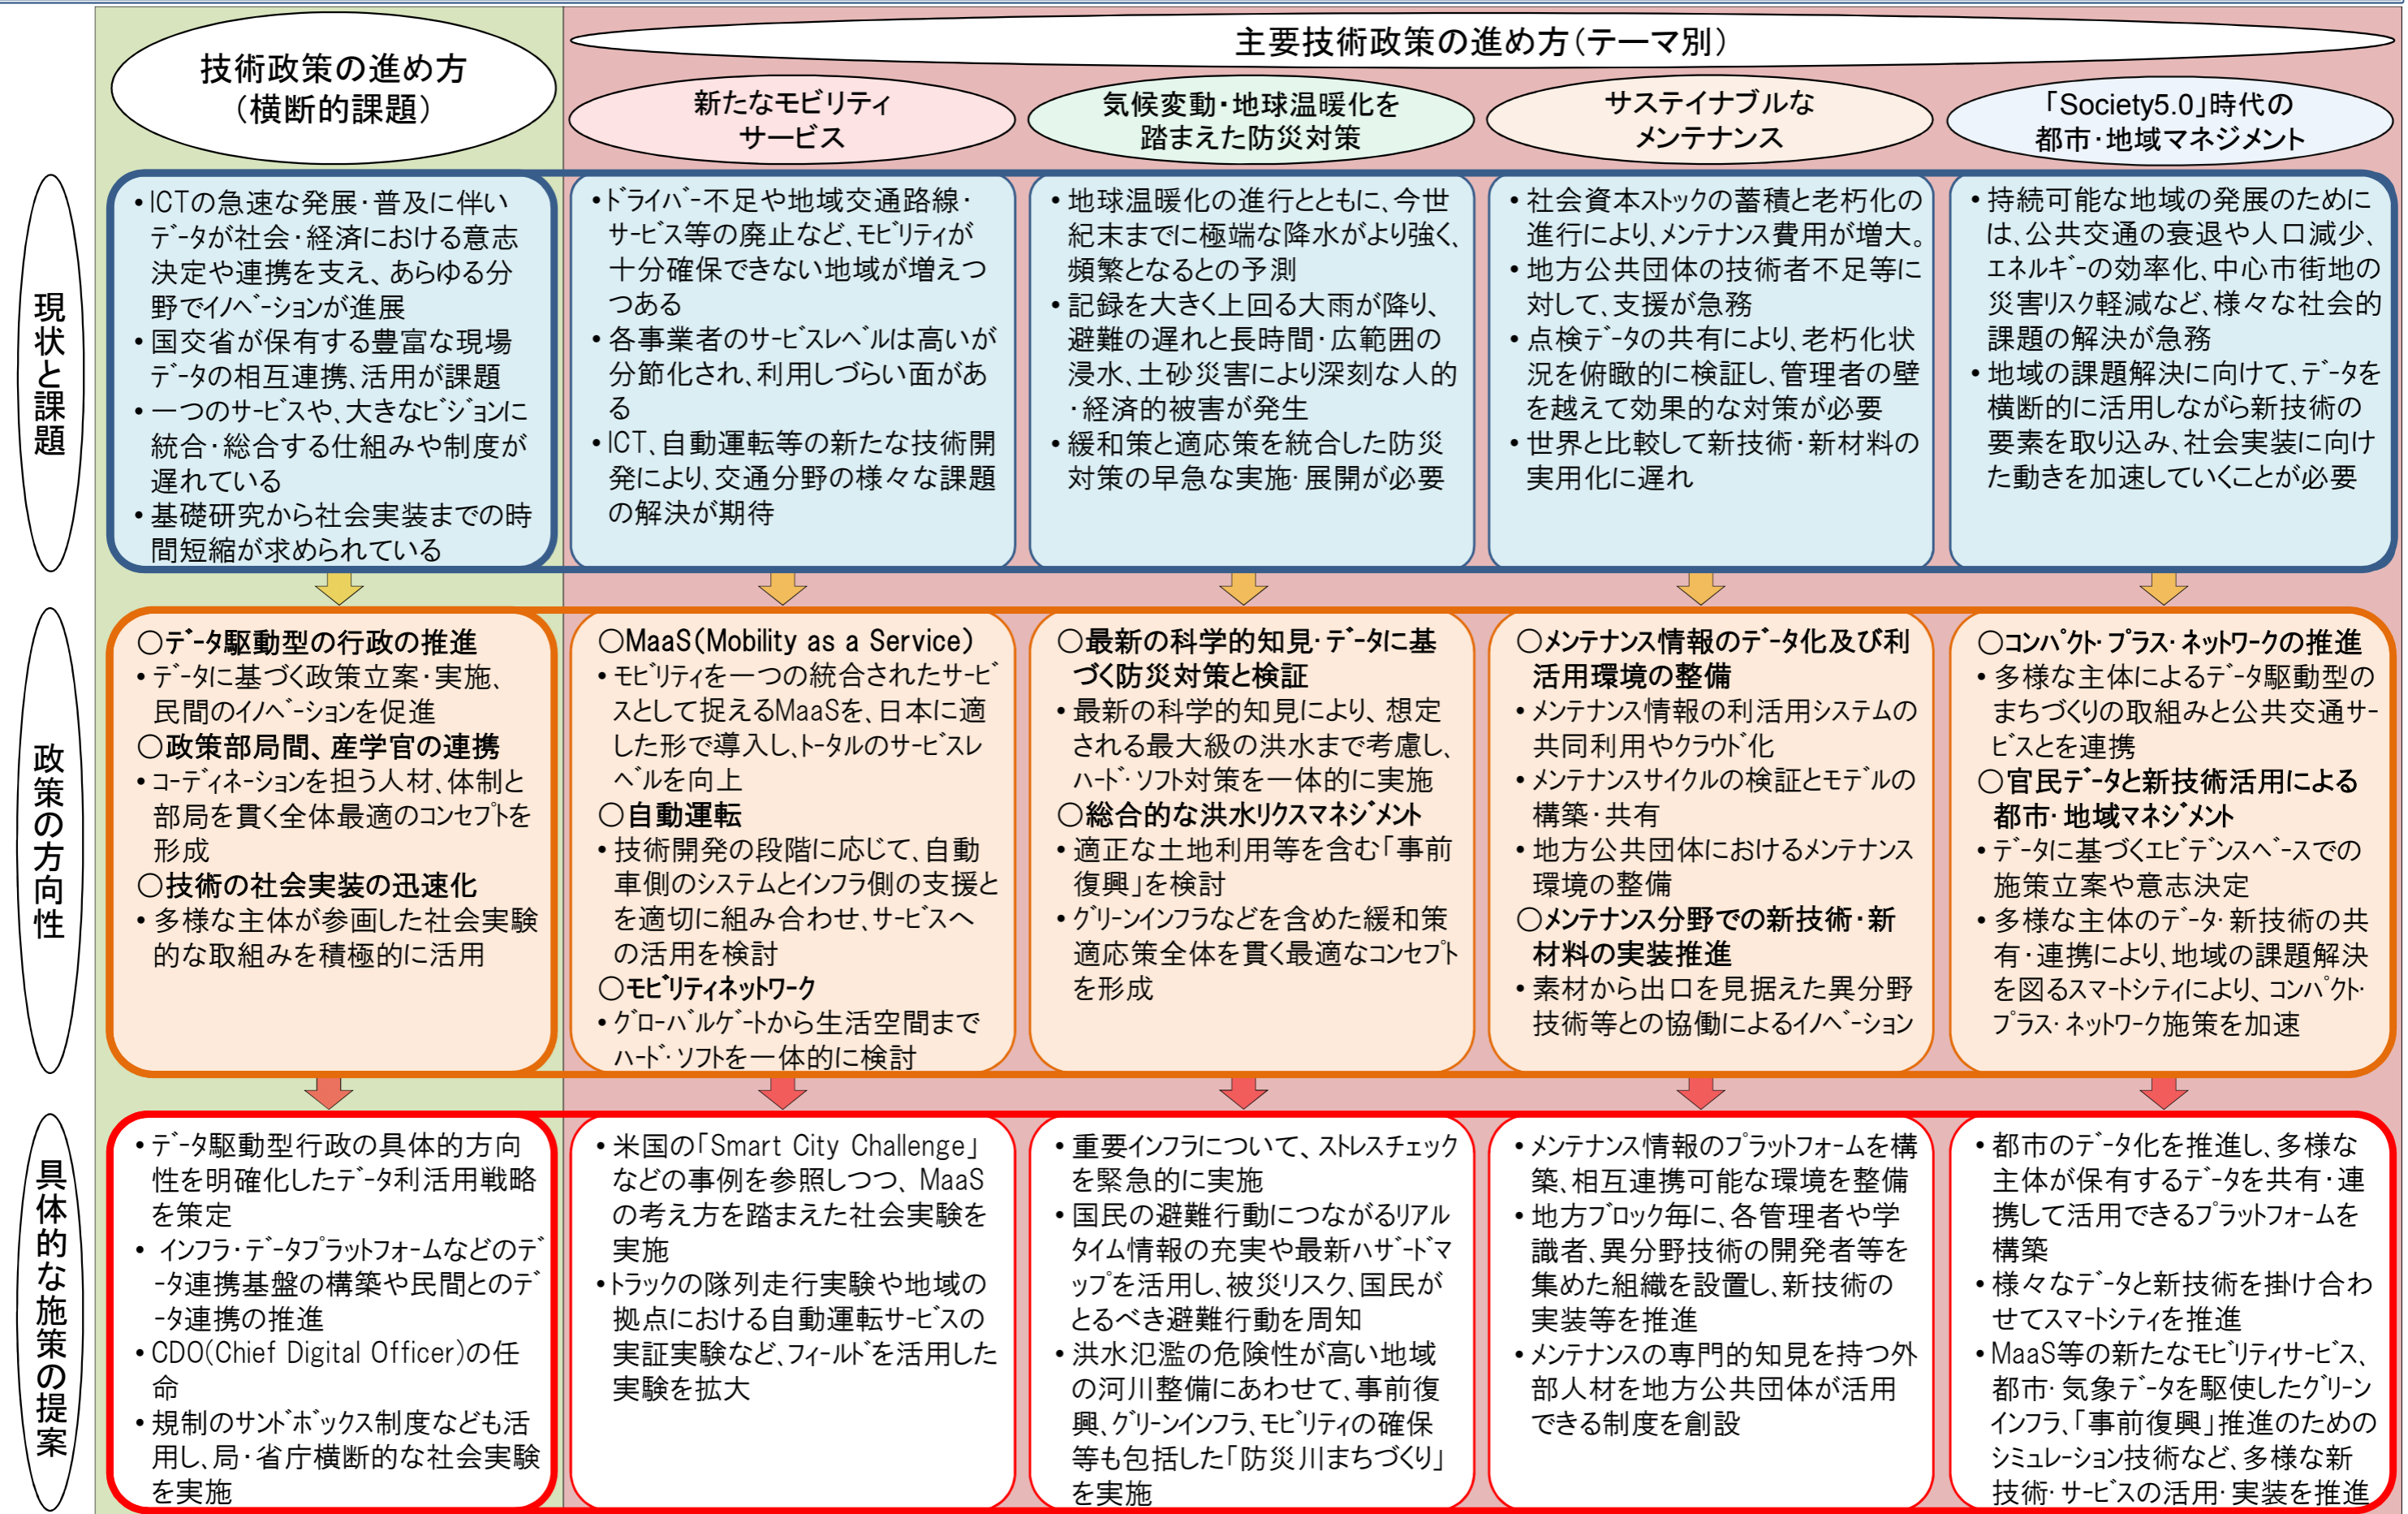 技術政策の進め方
(横断的課題)
主要技術政策の進め方(テーマ別)
新たなモビリティ
サービス
気候変動・地球温暖化を
踏まえた防災対策
サステイナブルな
メンテナンス
「Society5.0」時代の
都市・地域マネジメント
現状と課題
•ICTの急速な発展・普及に伴い
データが社会・経済における意志
決定や連携を支え、あらゆる分
野でイノベーションが進展
•国交省が保有する豊富な現場
データの相互連携、活用が課題
•一つのサービスや、大きなビジョンに
統合・総合する仕組みや制度が
遅れている
•基礎研究から社会実装までの時
間短縮が求められている
•ドライバー不足や地域交通路線・
サービス等の廃止など、モビリティが
十分確保できない地域が増えつ
つある
•各事業者のサービスレベルは高いが
分節化され、利用しづらい面があ
る
•ICT、自動運転等の新たな技術開
発により、交通分野の様々な課題
の解決が期待
•地球温暖化の進行とともに、今世
紀末までに極端な降水がより強く、
頻繁となるとの予測
•記録を大きく上回る大雨が降り、
避難の遅れと長時間・広範囲の
浸水、土砂災害により深刻な人的
・経済的被害が発生
•緩和策と適応策を統合した防災
対策の早急な実施・展開が必要
•社会資本ストックの蓄積と老朽化の
進行により、メンテナンス費用が増大。
•地方公共団体の技術者不足等に
対して、支援が急務
•点検データの共有により、老朽化状
況を俯瞰的に検証し、管理者の壁
を越えて効果的な対策が必要
•世界と比較して新技術・新材料の
実用化に遅れ
•持続可能な地域の発展のために
は、公共交通の衰退や人口減少、
エネルギーの効率化、中心市街地の
災害リスク軽減など、様々な社会的
課題の解決が急務
•地域の課題解決に向けて、データを
横断的に活用しながら新技術の
要素を取り込み、社会実装に向け
た動きを加速していくことが必要
政策の方向性
○データ駆動型の行政の推進
•データに基づく政策立案・実施、
民間のイノベーションを促進
○政策部局間、産学官の連携
•コーディネーションを担う人材、体制と
部局を貫く全体最適のコンセプトを
形成
○技術の社会実装の迅速化
•多様な主体が参画した社会実験
的な取組みを積極的に活用
○MaaS(Mobility as a Service)
•モビリティを一つの統合されたサービ
スとして捉えるMaaSを、日本に適
した形で導入し、トータルのサービスレ
ベルを向上
○自動運転
•技術開発の段階に応じて、自動
車側のシステムとインフラ側の支援と
を適切に組み合わせ、サービスへ
の活用を検討
○モビリティネットワーク
•グローバルゲートから生活空間まで
ハード・ソフトを一体的に検討
○最新の科学的知見・データに基
づく防災対策と検証
•最新の科学的知見により、想定
される最大級の洪水まで考慮し、
ハード・ソフト対策を一体的に実施
○総合的な洪水リクスマネジメント
•適正な土地利用等を含む「事前
復興」を検討
•グリーンインフラなどを含めた緩和策
適応策全体を貫く最適なコンセプト
を形成
○メンテナンス情報のデータ化及び利
活用環境の整備
•メンテナンス情報の利活用システムの
共同利用やクラウド化
•メンテナンスサイクルの検証とモデルの
構築・共有
•地方公共団体におけるメンテナンス
環境の整備
○メンテナンス分野での新技術・新
材料の実装推進
•素材から出口を見据えた異分野
技術等との協働によるイノベーション
○コンパクト・プラス・ネットワークの推進
•多様な主体によるデータ駆動型の
まちづくりの取組みと公共交通サー
ビスとを連携
○官民データと新技術活用による
都市・地域マネジメント
•データに基づくエビデンスベースでの
施策立案や意志決定
•多様な主体のデータ・新技術の共
有・連携により、地域の課題解決
を図るスマートシティにより、コンパクト・
プラス・ネットワーク施策を加速
具体的な施策の提案
•データ駆動型行政の具体的方向
性を明確化したデータ利活用戦略
を策定
•インフラ・データプラットフォームなどのデ
ータ連携基盤の構築や民間とのデ
ータ連携の推進
•CDO(Chief Digital Officer)の任
命
•規制のサンドボックス制度なども活
用し、局・省庁横断的な社会実験
を実施
•米国の「Smart City Challenge」
などの事例を参照しつつ、MaaS
の考え方を踏まえた社会実験を
実施
•トラックの隊列走行実験や地域の
拠点における自動運転サービスの
実証実験など、フィールドを活用した
実験を拡大
•重要インフラについて、ストレスチェック
を緊急的に実施
•国民の避難行動につながるリアル
タイム情報の充実や最新ハザードマ
ップを活用し、被災リスク、国民が
とるべき避難行動を周知
•洪水氾濫の危険性が高い地域
の河川整備にあわせて、事前復
興、グリーンインフラ、モビリティの確保
等も包括した「防災川まちづくり」
を実施
•メンテナンス情報のプラットフォームを構
築、相互連携可能な環境を整備
•地方ブロック毎に、各管理者や学
識者、異分野技術の開発者等を
集めた組織を設置し、新技術の
実装等を推進
•メンテナンスの専門的知見を持つ外
部人材を地方公共団体が活用
できる制度を創設
•都市のデータ化を推進し、多様な
主体が保有するデータを共有・連
携して活用できるプラットフォームを
構築
•様々なデータと新技術を掛け合わ
せてスマートシティを推進
•MaaS等の新たなモビリティサービス、
都市・気象データを駆使したグリーン
インフラ、「事前復興」推進のための
シミュレーション技術など、多様な新
技術・サービスの活用・実装を推進